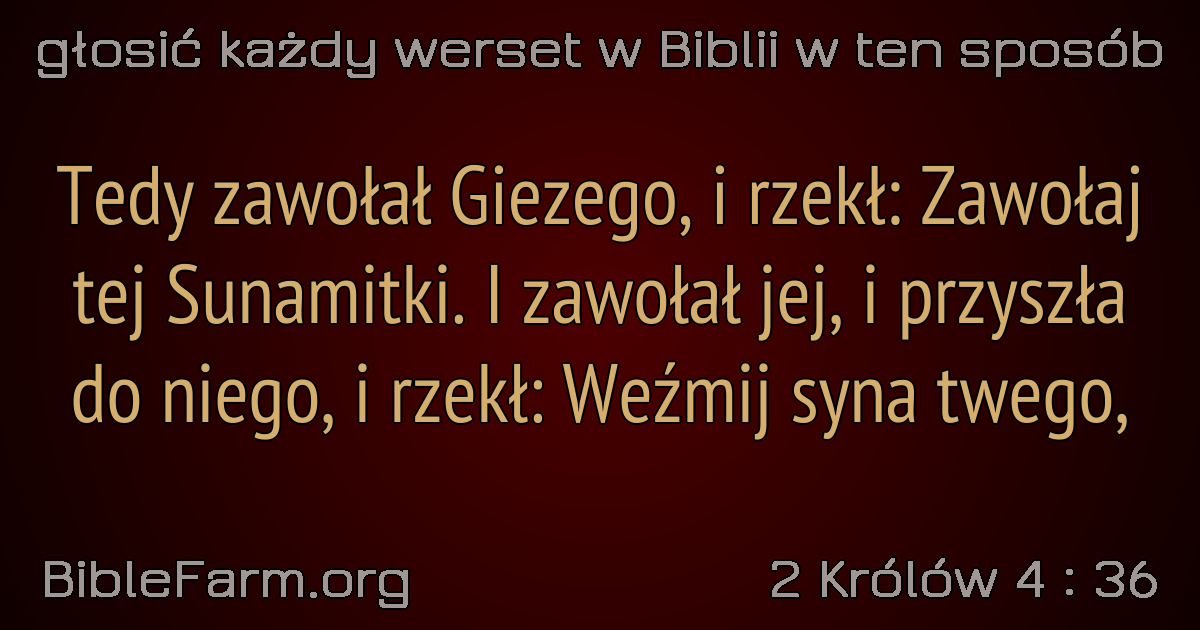 głosić każdy werset w Biblii w ten sposób
Tedy zawołał Giezego, i rzekł: Zawołaj
tej Sunamitki. I zawołał jej, i przyszła
do niego, i rzekł: Weźmij syna twego,
BibleFarm.org
2 Królów 4 : 36